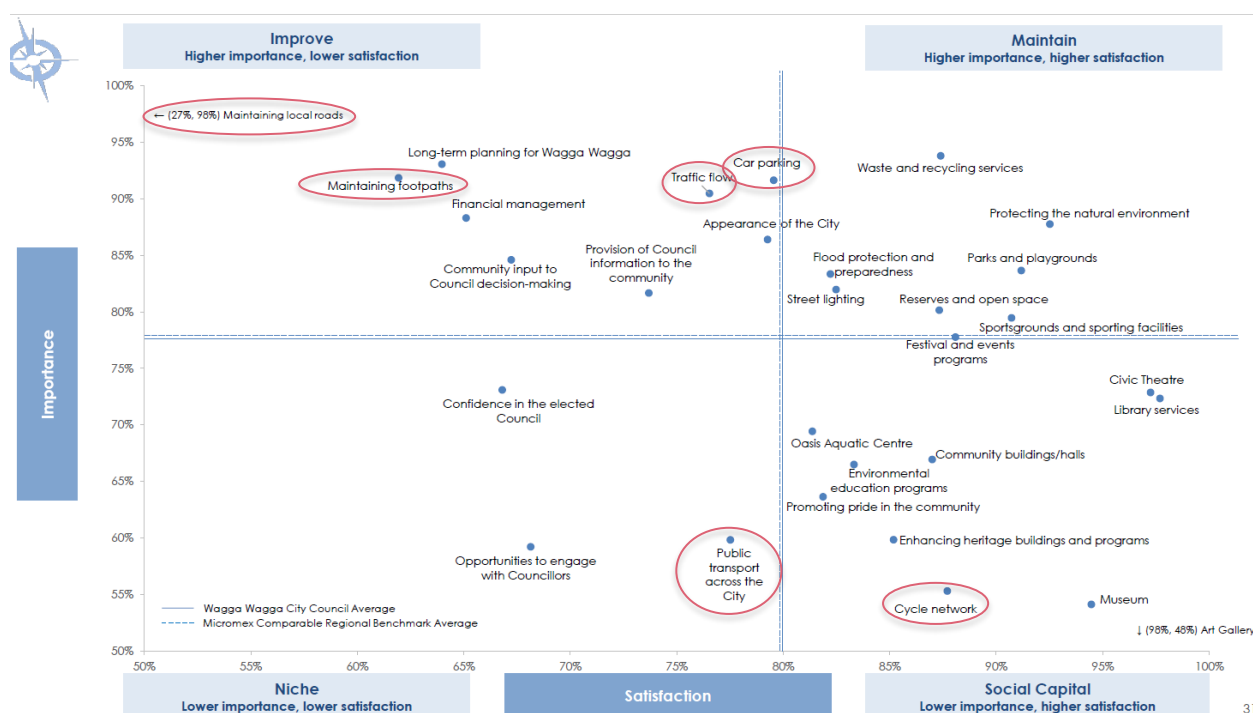 Improve
Higher importance, lower satisfaction
Maintain
Higher importance, higher satisfaction
100%
95%
90%
85%
80%
75%
70%
65%
60%
55%
50%
Importance
← (27%, 98%) Maintaining local roads
Long-term planning for Wagga Wagga
Maintaining footpaths
Financial management
Traffic flow
Car parking
Waste and recycling services
Appearance of the City
Protecting the natural environment
Provision of Council
information to the
community
Community input to
Council decision-making
Flood protection and
preparedness
Parks and playgrounds
Street lighting
Reserves and open space
Sportsgrounds and sporting facilities
Festival and events
programs
Confidence in the elected
Council
Civic Theatre
Library services
Oasis Aquatic Centre
Community buildings/halls
Environmental
education programs
Promoting pride in the community
Opportunities to engage
with Councillors
Public
transport
across the
City
Enhancing heritage buildings and programs
Cycle network
Museum
↓ (98%, 48%) Art Gallery
Wagga Wagga City Council Average
Micromex Comparable Regional Benchmark Average
50%
55%
60%
65%
70%
75%
80%
85%
90%
95%
100%
Niche
Lower importance, lower satisfaction
Satisfaction
Social Capital
Lower importance, higher satisfaction